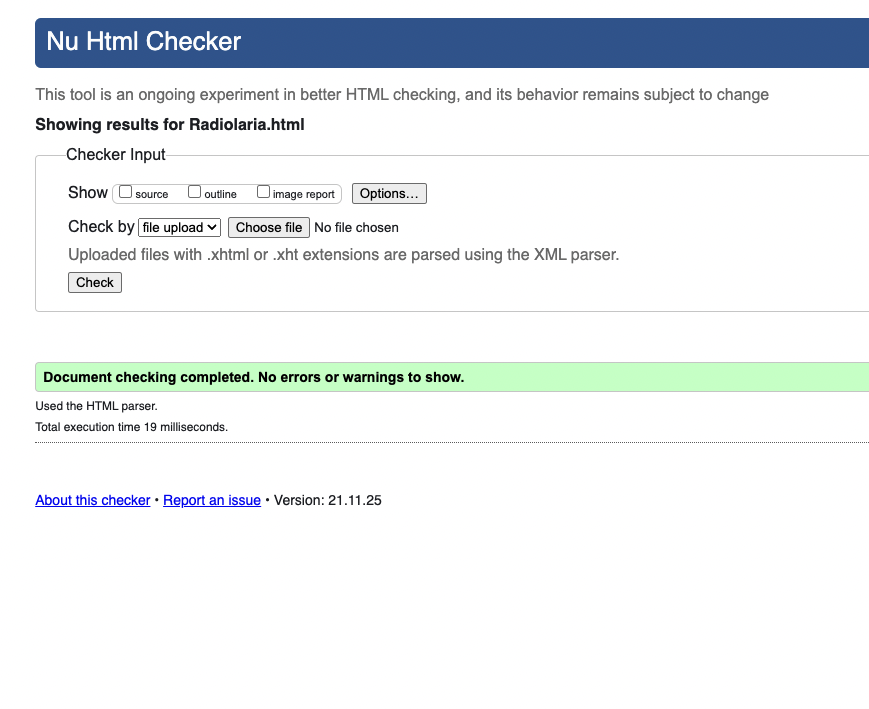 Nu Html Checker
This tool is an ongoing experiment in better HTML checking, and its behavior remains subject to change
Showing results for Radiolaria.html
Checker Input
Show source outline image report Options…
Check by file upload Choose file No file chosen
Uploaded files with .xhtml or .xht extensions are parsed using the XML parser.
Check
Document checking completed. No errors or warnings to show.
Used the HTML parser.
Total execution time 19 milliseconds.
About this checker • Report an issue • Version: 21.11.25